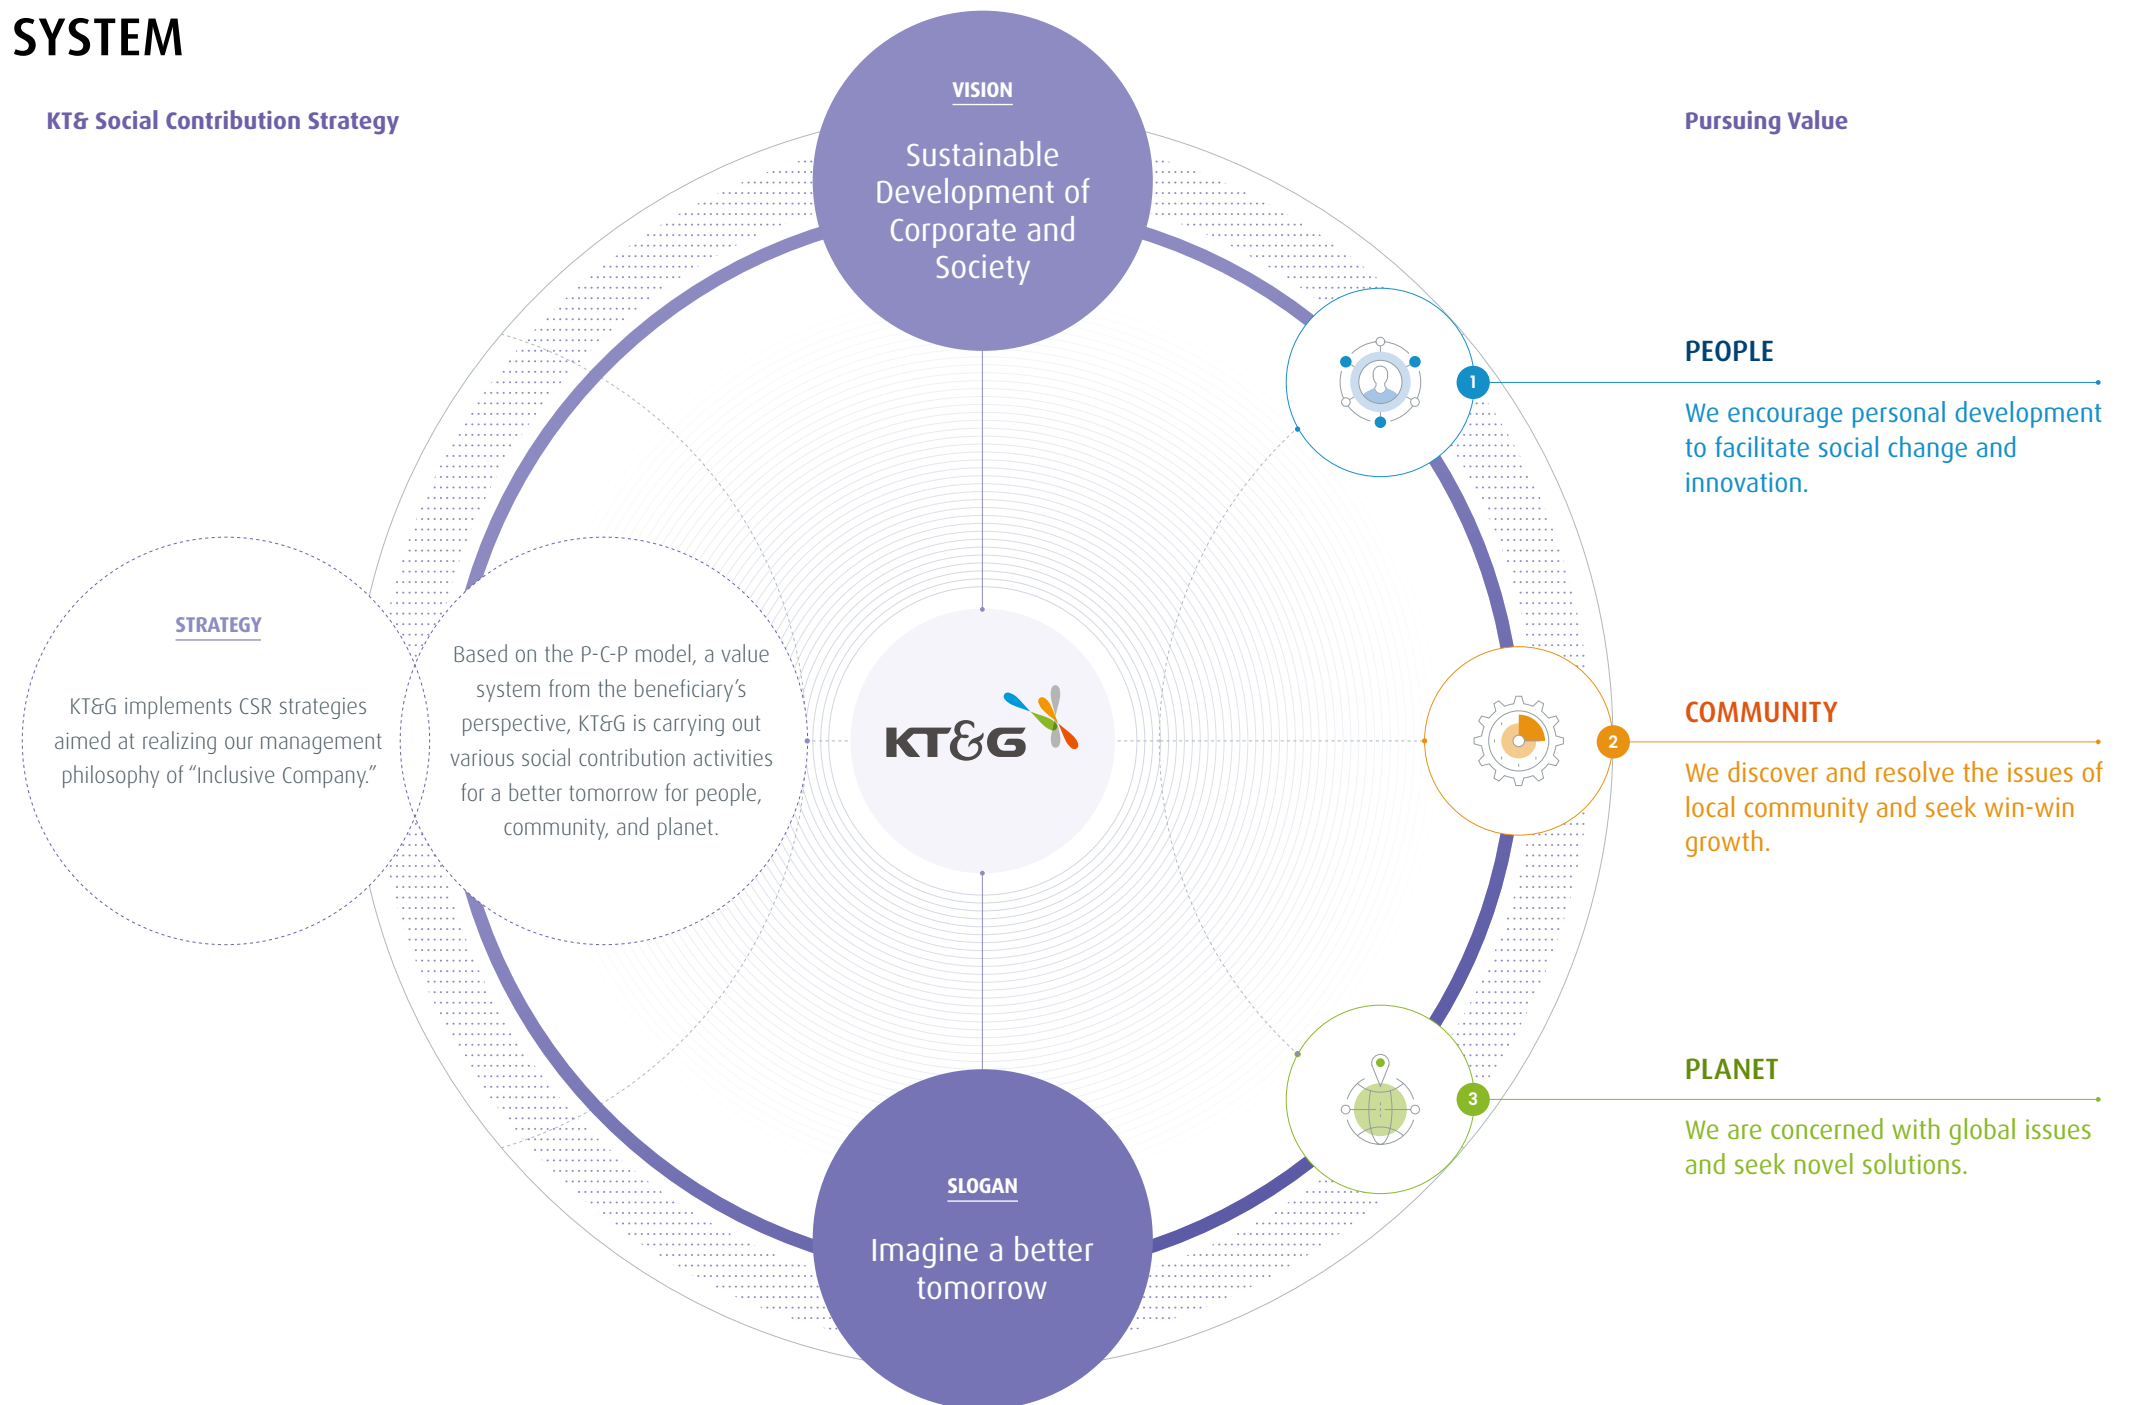 SYSTEM
KT& Social Contribution Strategy
Pursuing Value
VISION
Sustainable
Development of
Corporate and
Society
STRATEGY
KT&G implements CSR strategies
aimed at realizing our management
philosophy of “Inclusive Company.”
Based on the P-C-P model, a value
system from the beneficiary’s
perspective, KT&G is carrying out
various social contribution activities
for a better tomorrow for people,
community, and planet.
KT&G
SLOGAN
Imagine a better
tomorrow
1
PEOPLE
We encourage personal development
to facilitate social change and
innovation.
2
COMMUNITY
We discover and resolve the issues of
local community and seek win-win
growth.
3
PLANET
We are concerned with global issues
and seek novel solutions.